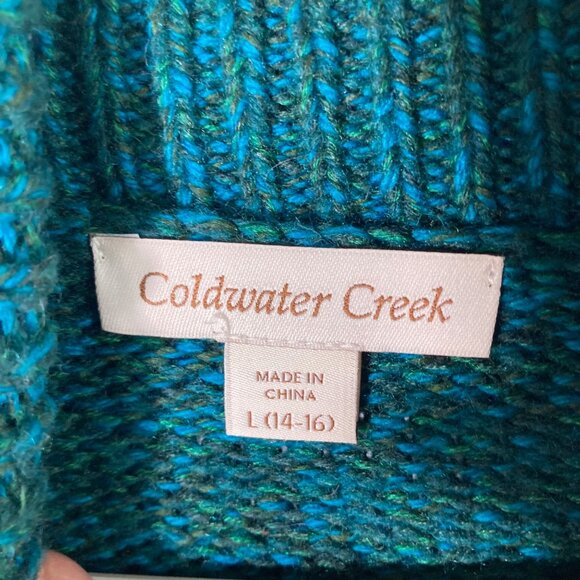 Coldwater Creek
MADE IN
CHINA
L (14-16)